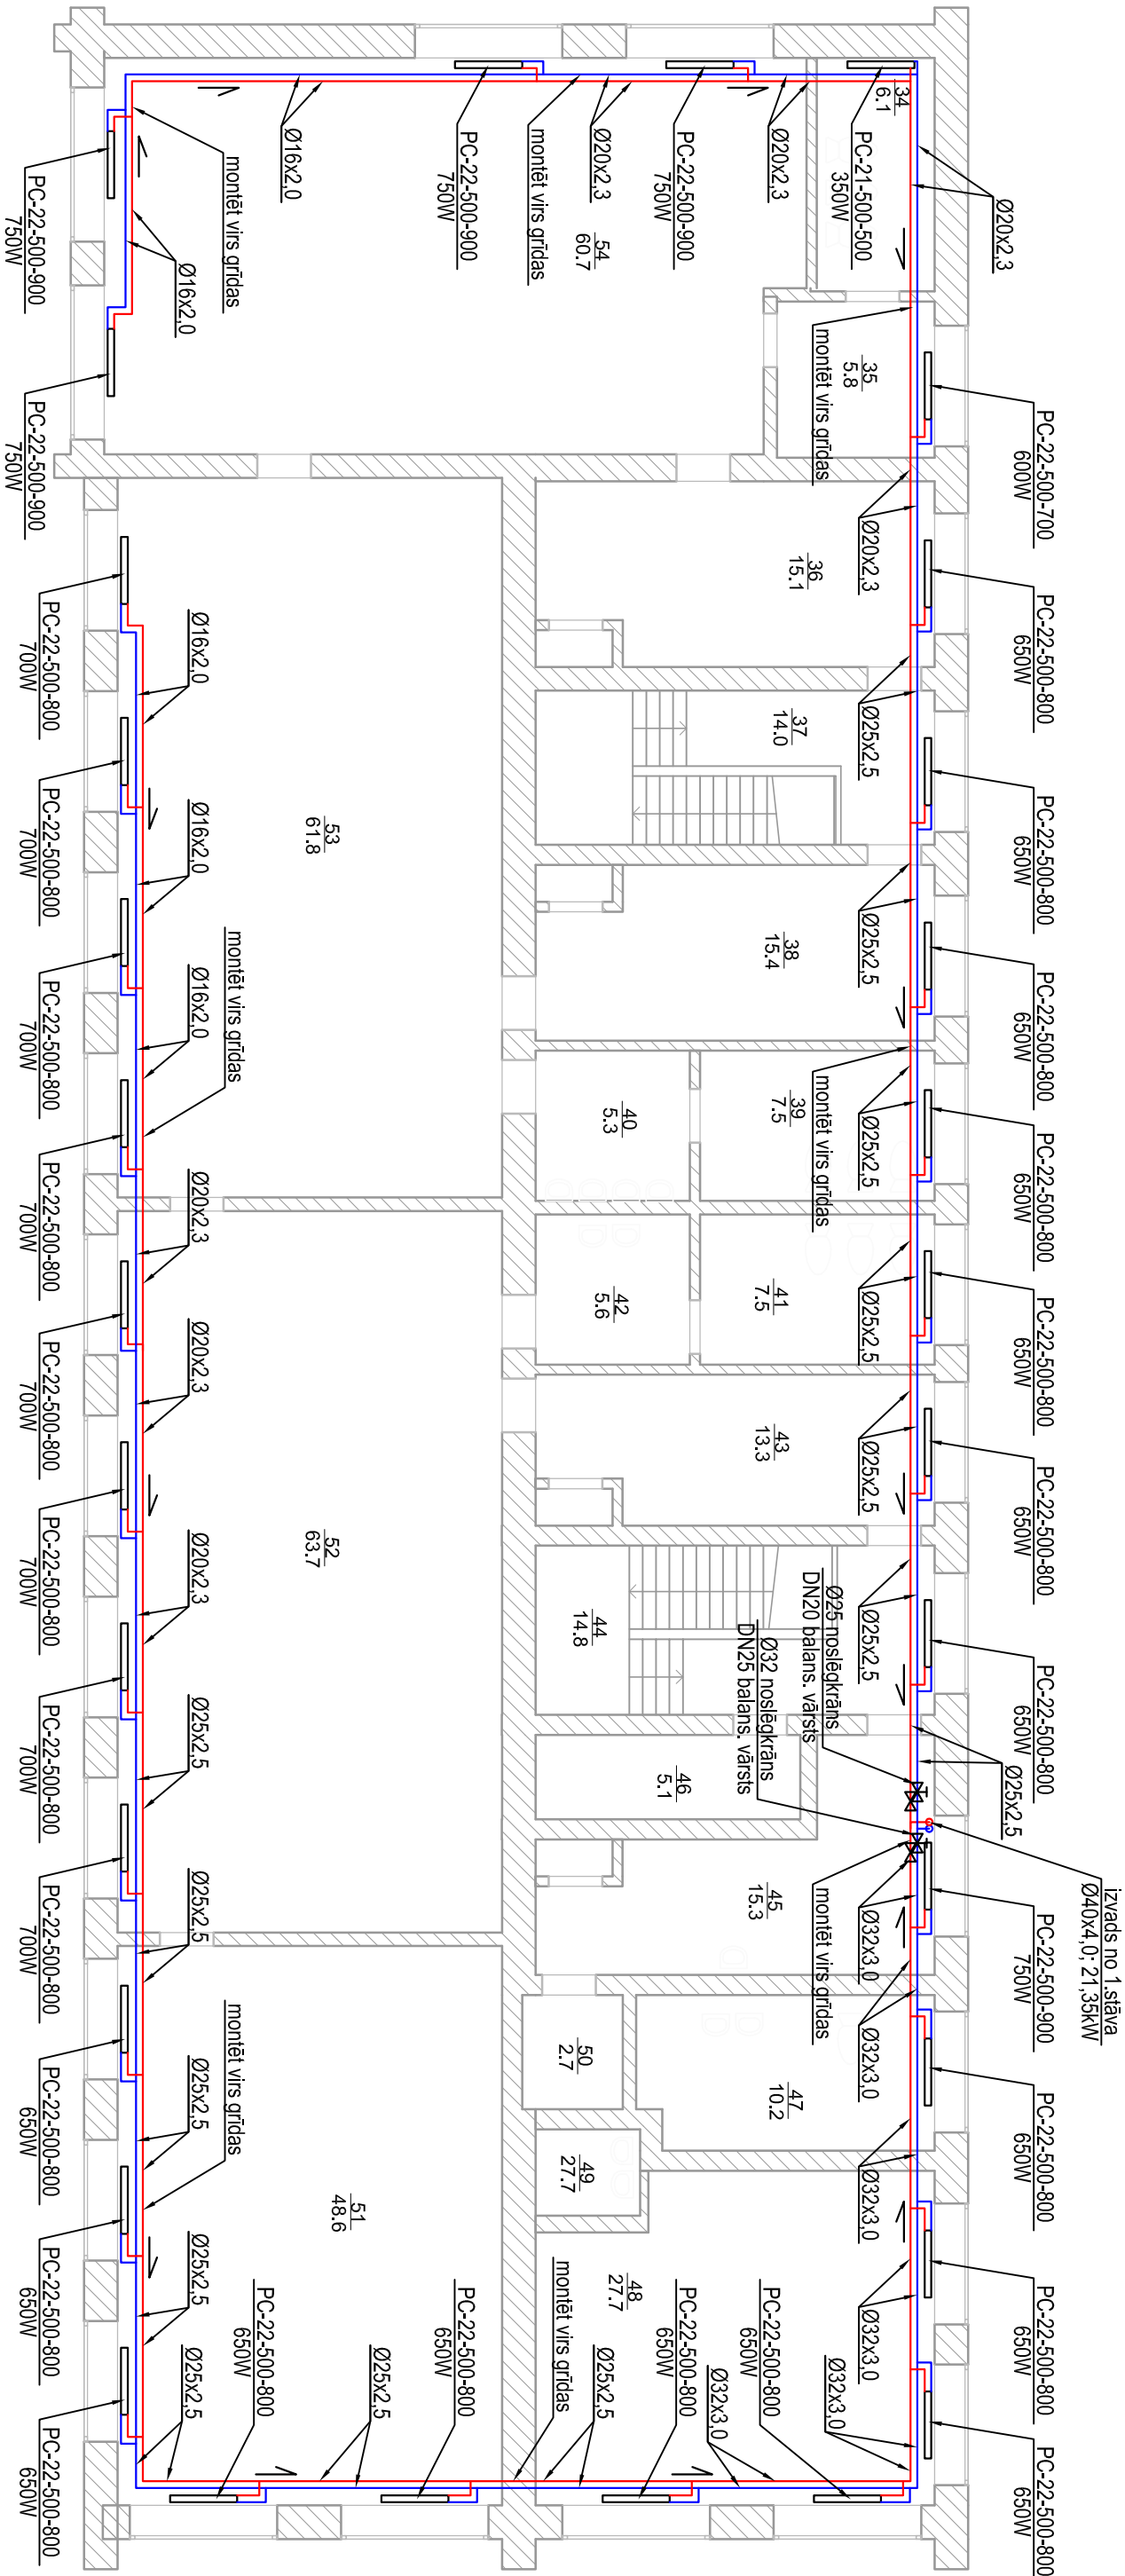 Ø20x2,3
PC-22-500-700
600W
PC-22-500-800
650W
PC-22-500-800
650W
PC-22-500-800
650W
PC-22-500-800
650W
PC-22-500-800
650W
PC-22-500-800
650W
PC-22-500-800
650W
Ø25x2,5
izvads no 1.stāva
Ø40x4,0; 21,35kW
PC-22-500-900
750W
PC-22-500-800
650W
PC-22-500-800
650W
PC-22-500-800
650W
34
6.1
PC-21-500-500
350W
35
5.8
montēt virs grīdas
Ø20x2,3
Ø25x2,5
Ø25x2,5
Ø25x2,5
montēt virs grīdas
Ø25x2,5
Ø25x2,5
Ø25x2,5
Ø25 noslēgkrāns
DN20 balans. vārsts
Ø32 noslēgkrāns
DN25 balans. vārsts
Ø32x3,0
montēt virs grīdas
Ø32x3,0
Ø32x3,0
Ø32x3,0
Ø32x3,0
Ø20x2,3
36
15.1
37
14.0
38
15.4
39
7.5
41
7.5
43
13.3
45
15.3
47
10.2
PC-22-500-800
650W
Ø32x3,0
PC-22-500-900
750W
40
5.3
42
5.6
44
14.8
46
5.1
50
2.7
49
27.7
48
27.7
PC-22-500-800
650W
Ø20x2,3
54
60.7
montēt virs grīdas
montēt virs grīdas
Ø25x2,5
PC-22-500-900
750W
PC-22-500-800
650W
Ø25x2,5
53
61.8
52
63.7
51
48.6
Ø16x2,0
PC-22-500-800
650W
montēt virs grīdas
montēt virs grīdas
montēt virs grīdas
Ø16x2,0
Ø16x2,0
Ø16x2,0
Ø16x2,0
Ø20x2,3
Ø20x2,3
Ø20x2,3
Ø25x2,5
Ø25x2,5
Ø25x2,5
Ø25x2,5
Ø25x2,5
PC-22-500-900
750W
PC-22-500-900
750W
PC-22-500-800
700W
PC-22-500-800
700W
PC-22-500-800
700W
PC-22-500-800
700W
PC-22-500-800
700W
PC-22-500-800
700W
PC-22-500-800
700W
PC-22-500-800
700W
PC-22-500-800
650W
PC-22-500-800
650W
PC-22-500-800
650W